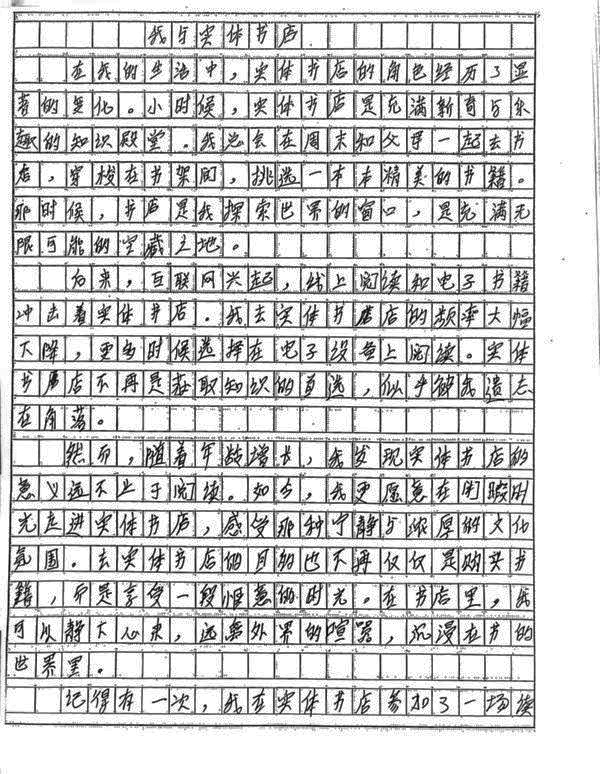 我与实体书店
在我的生活中，实体书店的角色经历了显
著的变化。小时候，实体书店是充满新奇与乐
趣的知识殿堂。我总会在周末和父母一起去书
店，穿梭在书架间，挑选一本本精美的书籍。
那时候，书店是我探索世界的窗口，是充满无
限可能的宝藏之地。
后来，互联网兴起，线上阅读和电子书籍
冲击着实体书店。我去实体书店的频率大幅
下降，更多时候选择在电子设备上阅读。实体
书店不再是获取知识的首选，似乎被我遗忘
在角落。
然而，随着年龄增长，我发现实体书店的
意义远不止于阅读。如今，我更愿意在闲暇时
光走进实体书店，感受那种宁静与浓厚的文化
氛围。去实体书店的目的也不再仅仅是购买书
籍，而是享受一段惬意的时光。在书店里，我
可以静下心来，远离外界的喧嚣，沉浸在书的
世界里。
记得有一次，我在实体书店参加了一场读